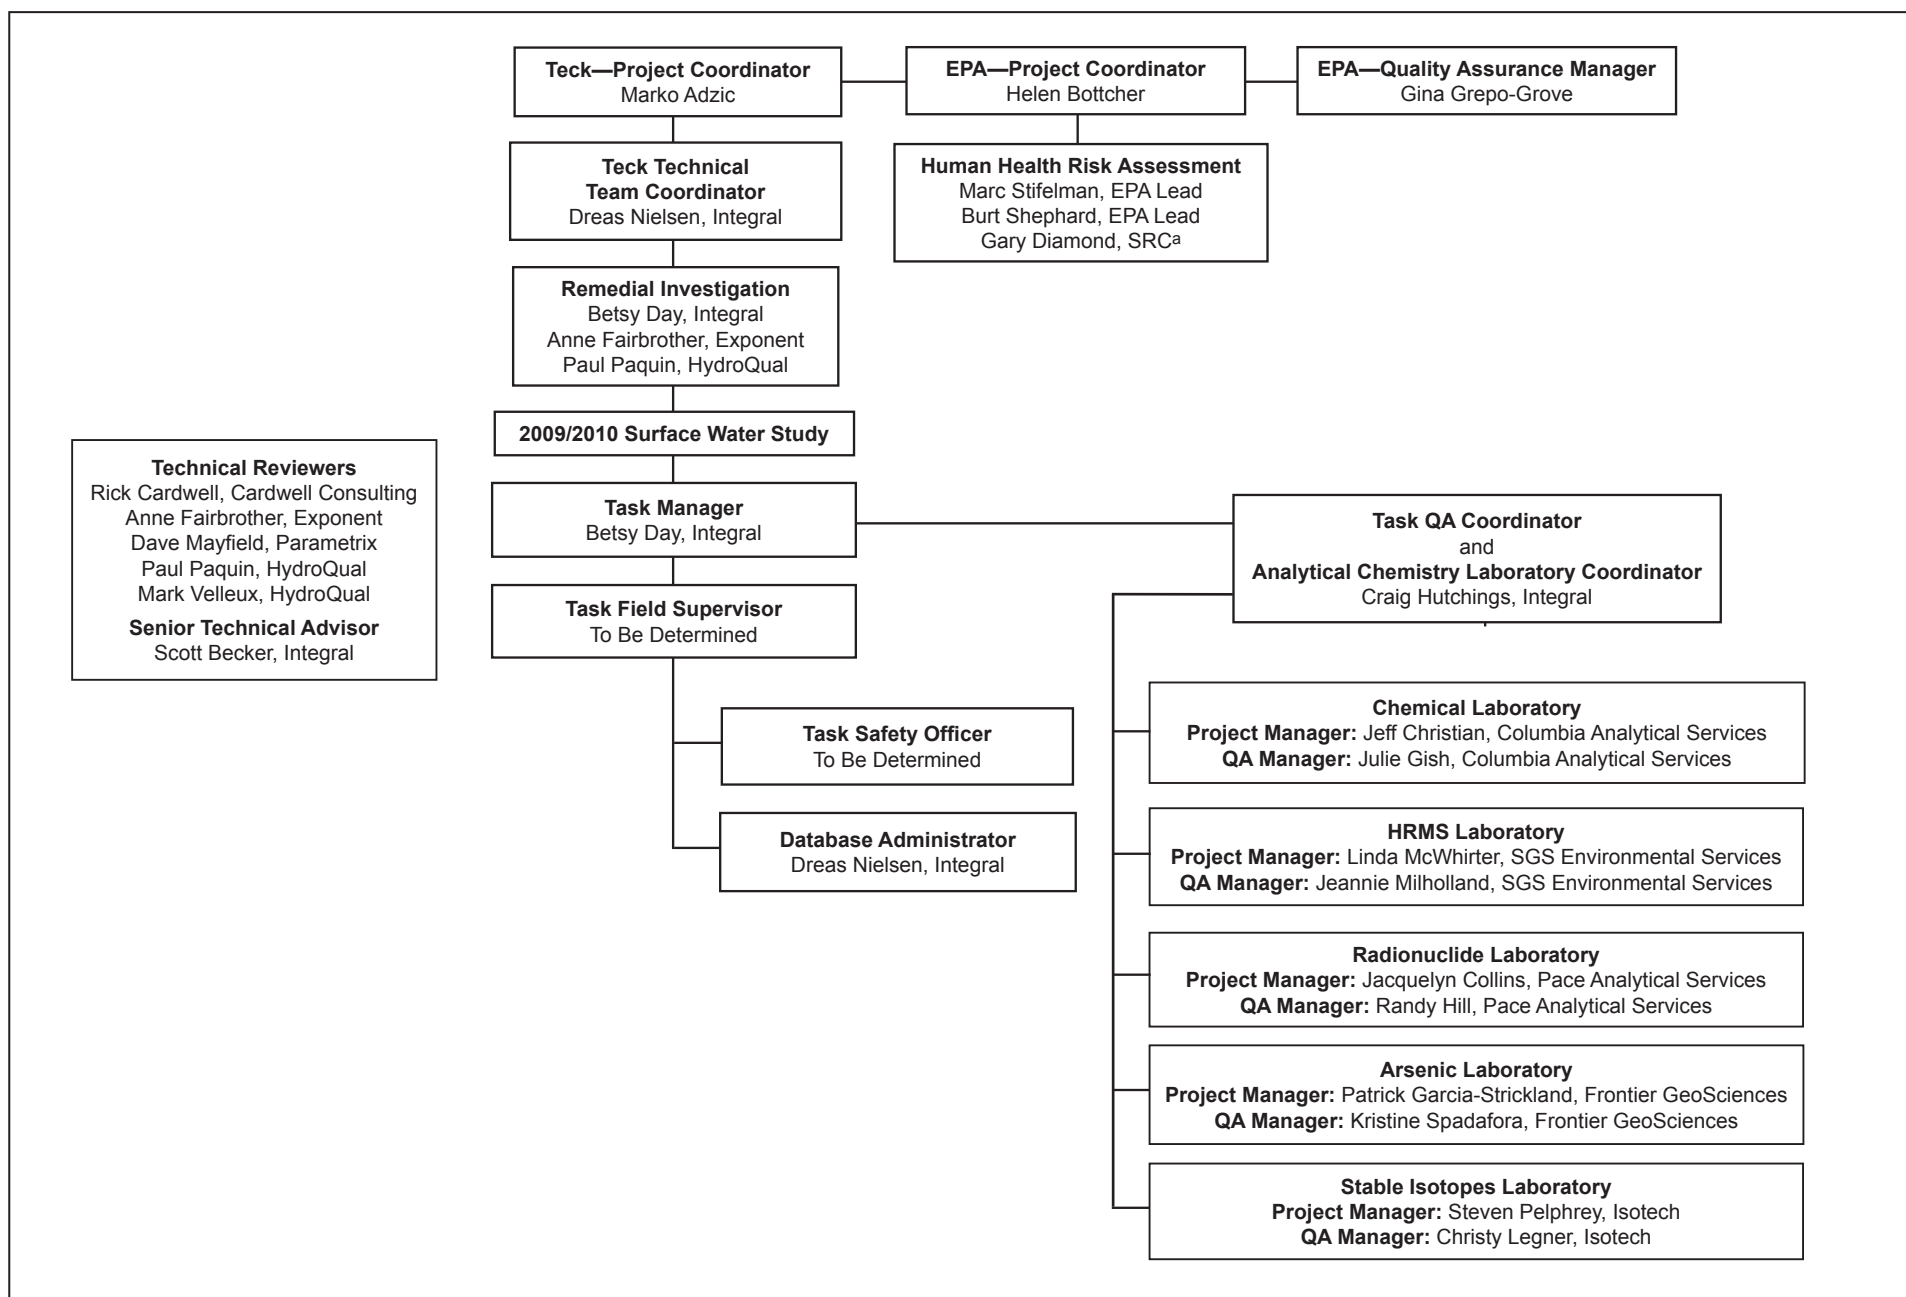 Teck—Project Coordinator
Marko Adzic
EPA—Project Coordinator
Helen Bottcher
EPA—Quality Assurance Manager
Gina Grepo-Grove
Teck Technical
Team Coordinator
Dreas Nielsen, Integral
Human Health Risk Assessment
Marc Stifelman, EPA Lead
Burt Shephard, EPA Lead
Gary Diamond, SRCa
Remedial Investigation
Betsy Day, Integral
Anne Fairbrother, Exponent
Paul Paquin, HydroQual
2009/2010 Surface Water Study
Technical Reviewers
Rick Cardwell, Cardwell Consulting
Anne Fairbrother, Exponent
Dave Mayfield, Parametrix
Paul Paquin, HydroQual
Mark Velleux, HydroQual
Senior Technical Advisor
Scott Becker, Integral
Task Manager
Betsy Day, Integral
Task QA Coordinator
and
Analytical Chemistry Laboratory Coordinator
Craig Hutchings, Integral
Task Field Supervisor
To Be Determined
Task Safety Officer
To Be Determined
Database Administrator
Dreas Nielsen, Integral
Chemical Laboratory
Project Manager: Jeff Christian, Columbia Analytical Services
QA Manager: Julie Gish, Columbia Analytical Services
HRMS Laboratory
Project Manager: Linda McWhirter, SGS Environmental Services
QA Manager: Jeannie Milholland, SGS Environmental Services
Radionuclide Laboratory
Project Manager: Jacquelyn Collins, Pace Analytical Services
QA Manager: Randy Hill, Pace Analytical Services
Arsenic Laboratory
Project Manager: Patrick Garcia-Strickland, Frontier GeoSciences
QA Manager: Kristine Spadafora, Frontier GeoSciences
Stable Isotopes Laboratory
Project Manager: Steven Pelphrey, Isotech
QA Manager: Christy Legner, Isotech